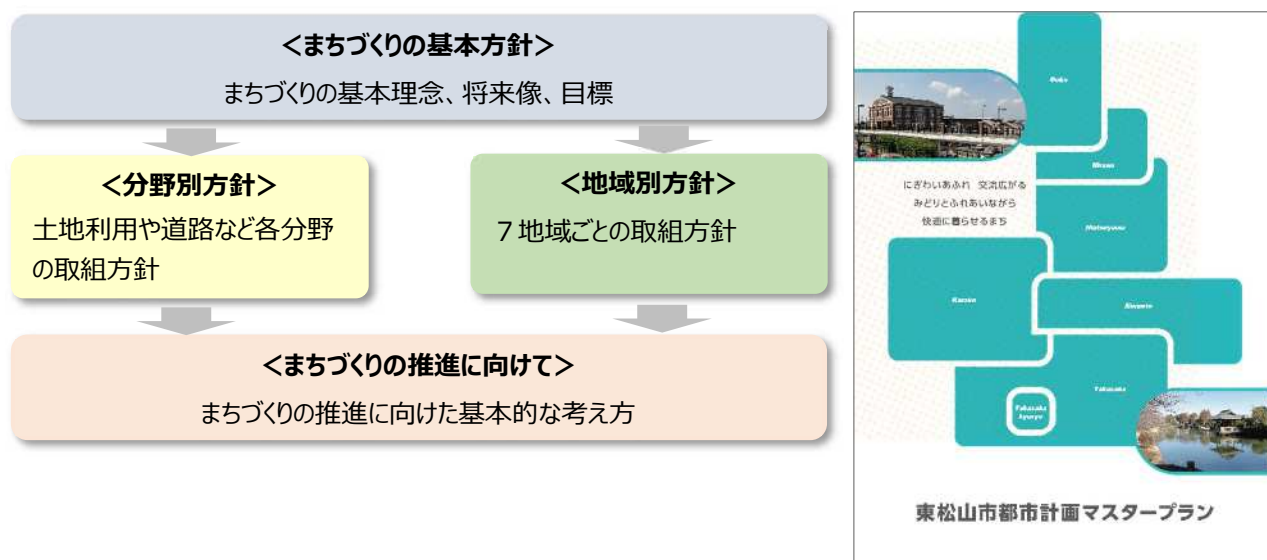 <まちづくりの基本方針>
まちづくりの基本理念、将来像、目標
<分野別方針>
土地利用や道路など各分野
の取組方針
<地域別方針>
7地域ごとの取組方針
<まちづくりの推進に向けて>
まちづくりの推進に向けた基本的な考え方
にぎわいあふれ 交流広がる
みどりとふれあいながら
快適に暮らせるまち
Matsuyama
Takasaka
東松山市都市計画マスタープラン